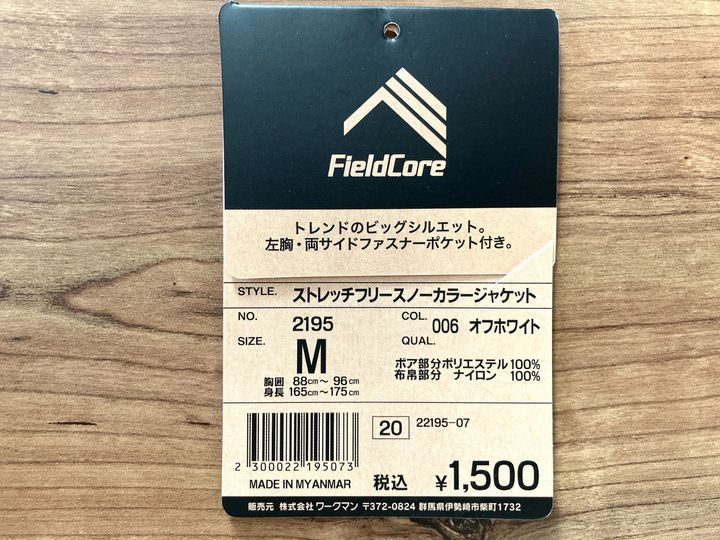 FieldCore
トレンドのビッグシルエット。
左胸・両サイドファスナーポケット付き。
STYLE. ストレッチフリースノーカラージャケット
NO. 2195 COL. 006 オフホワイト
SIZE. M QUAL.
胸囲 88cm～ 96cm
身長 165cm～175cm
ボア部分ポリエステル100%
布帛部分 ナイロン 100%
20 22195-07
2 300022 195073
MADE IN MYANMAR 税込 ¥1,500
販売元 株式会社 ワークマン 〒372-0824 群馬県伊勢崎市柴町1732